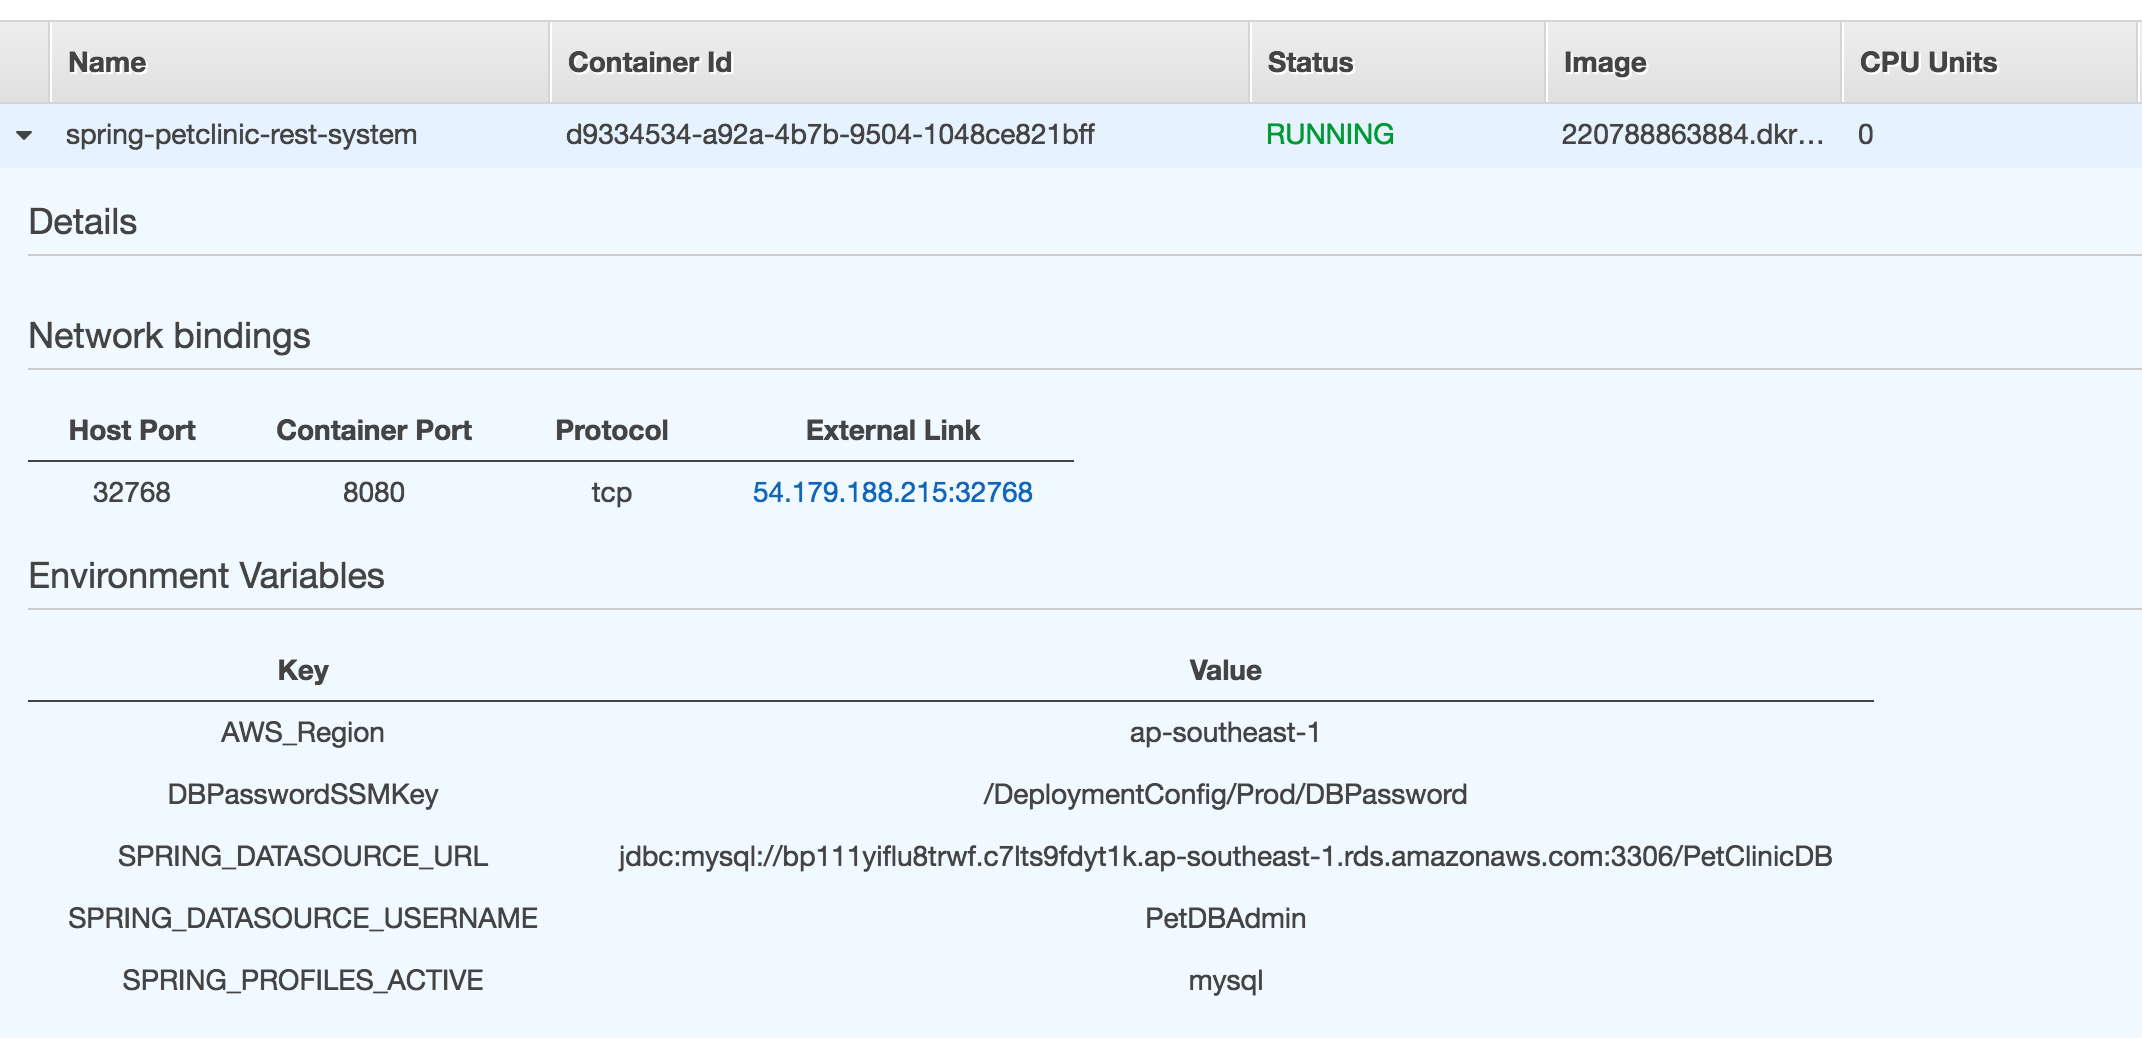 Name Container Id Status Image CPU Units
spring-petclinic-rest-system d9334534-a92a-4b7b-9504-1048ce821bff RUNNING 220788863884.dkr... 0
Details
Network bindings
Host Port Container Port Protocol External Link
32768 8080 tcp 54.179.188.215:32768
Environment Variables
Key Value
AWS_Region ap-southeast-1
DBPasswordSSMKey /DeploymentConfig/Prod/DBPassword
SPRING_DATASOURCE_URL jdbc:mysql://bp111yiflu8trwf.c7lts9fdyt1k.ap-southeast-1.rds.amazonaws.com:3306/PetClinicDB
SPRING_DATASOURCE_USERNAME PetDBAdmin
SPRING_PROFILES_ACTIVE mysql